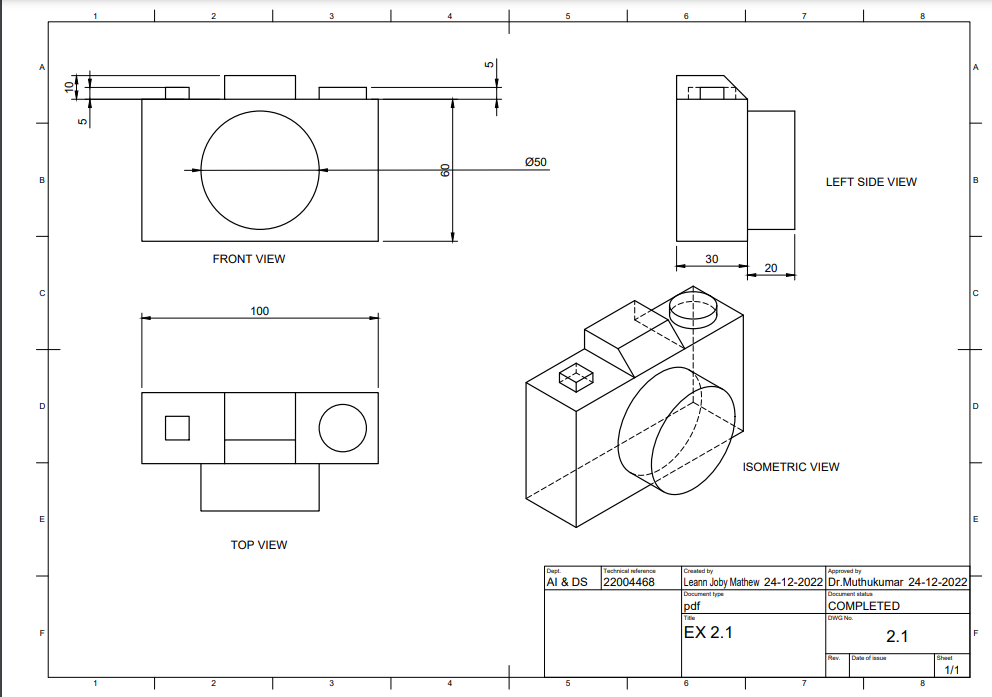 1 2 3 4 5 6 7 8
A A
10 5 5
5
B B
60 Ø50
LEFT SIDE VIEW
FRONT VIEW
30 20
C C
100
D D
ISOMETRIC VIEW
E E
TOP VIEW
Dept. Technical reference Created by Approved by
AI & DS 22004468 Leann Joby Mathew 24-12-2022 Dr.Muthukumar 24-12-2022
Document type Document status
pdf COMPLETED
Title DWG No.
EX 2.1 2.1
F F
Rev. Date of issue Sheet
1/1
1 2 3 4 5 6 7 8